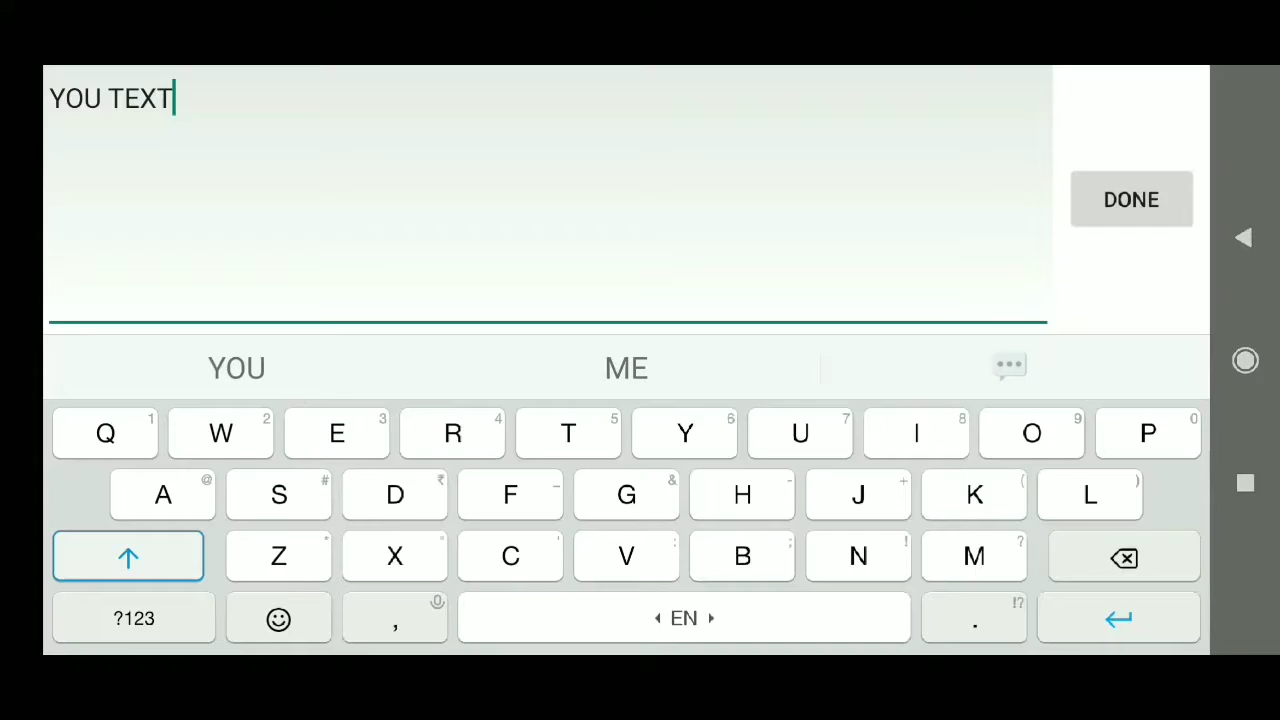 YOU TEXT
DONE
YOU ME
Q 1 W 2 E 3 R 4 T 5 Y 6 U 7 I 8 O 9 P 0
A @ S # D ₹ F _ G & H - J + K ( L )
Z * X " C ' V : B ; N ! M ?
?123 , EN . !?